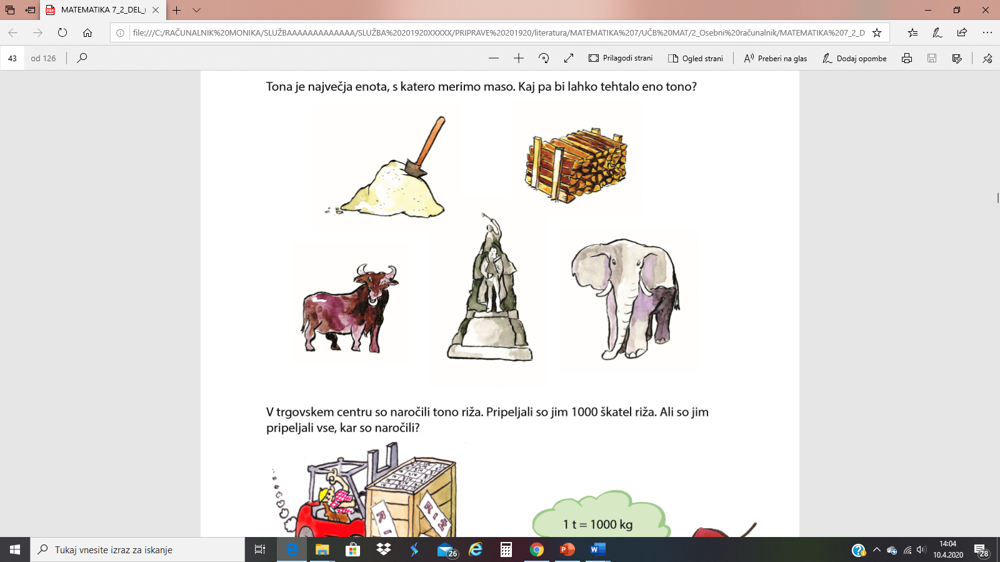 MATEMATIKA 7_2_DEL_
file:///C:/RAČUNALNIK%20MONIKA/SLUŽBAAAAAAAAAAAAA/SLUŽBA%20201920XXXXX/PRIPRAVE%20201920/literatura/MATEMATIKA%207/UČB%20MAT/2_Osebni%20računalnik/MATEMATIKA%207_2_D
43 od 126
Prilagodi strani
Ogled strani
Preberi na glas
Dodaj opombe
Tona je največja enota, s katero merimo maso. Kaj pa bi lahko tehtalo eno tono?
V trgovskem centru so naročili tono riža. Pripeljali so jim 1000 škatel riža. Ali so jim
pripeljali vse, kar so naročili?
RIŽ
1 t = 1000 kg
Tukaj vnesite izraz za iskanje
26
14:04
10.4.2020
28